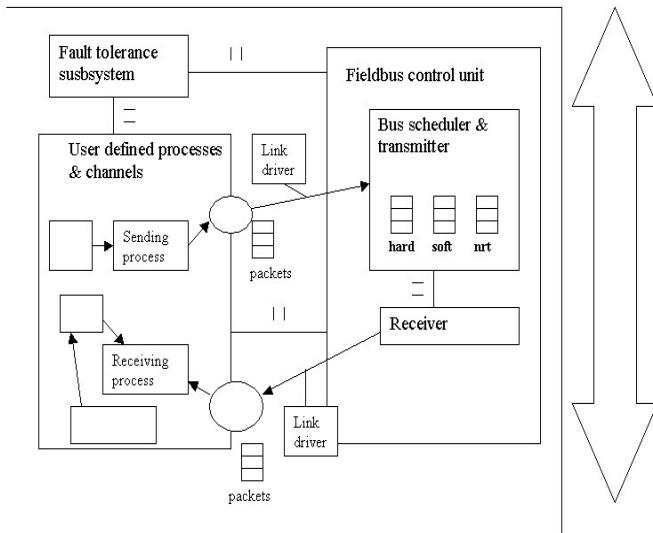 Fault tolerance
susbsystem
Fieldbus control unit
Bus scheduler &
transmitter
User defined processes
& channels
Link
driver
hard soft nrt
Sending
process
packets
Receiver
Receiving
process
Link
driver
packets